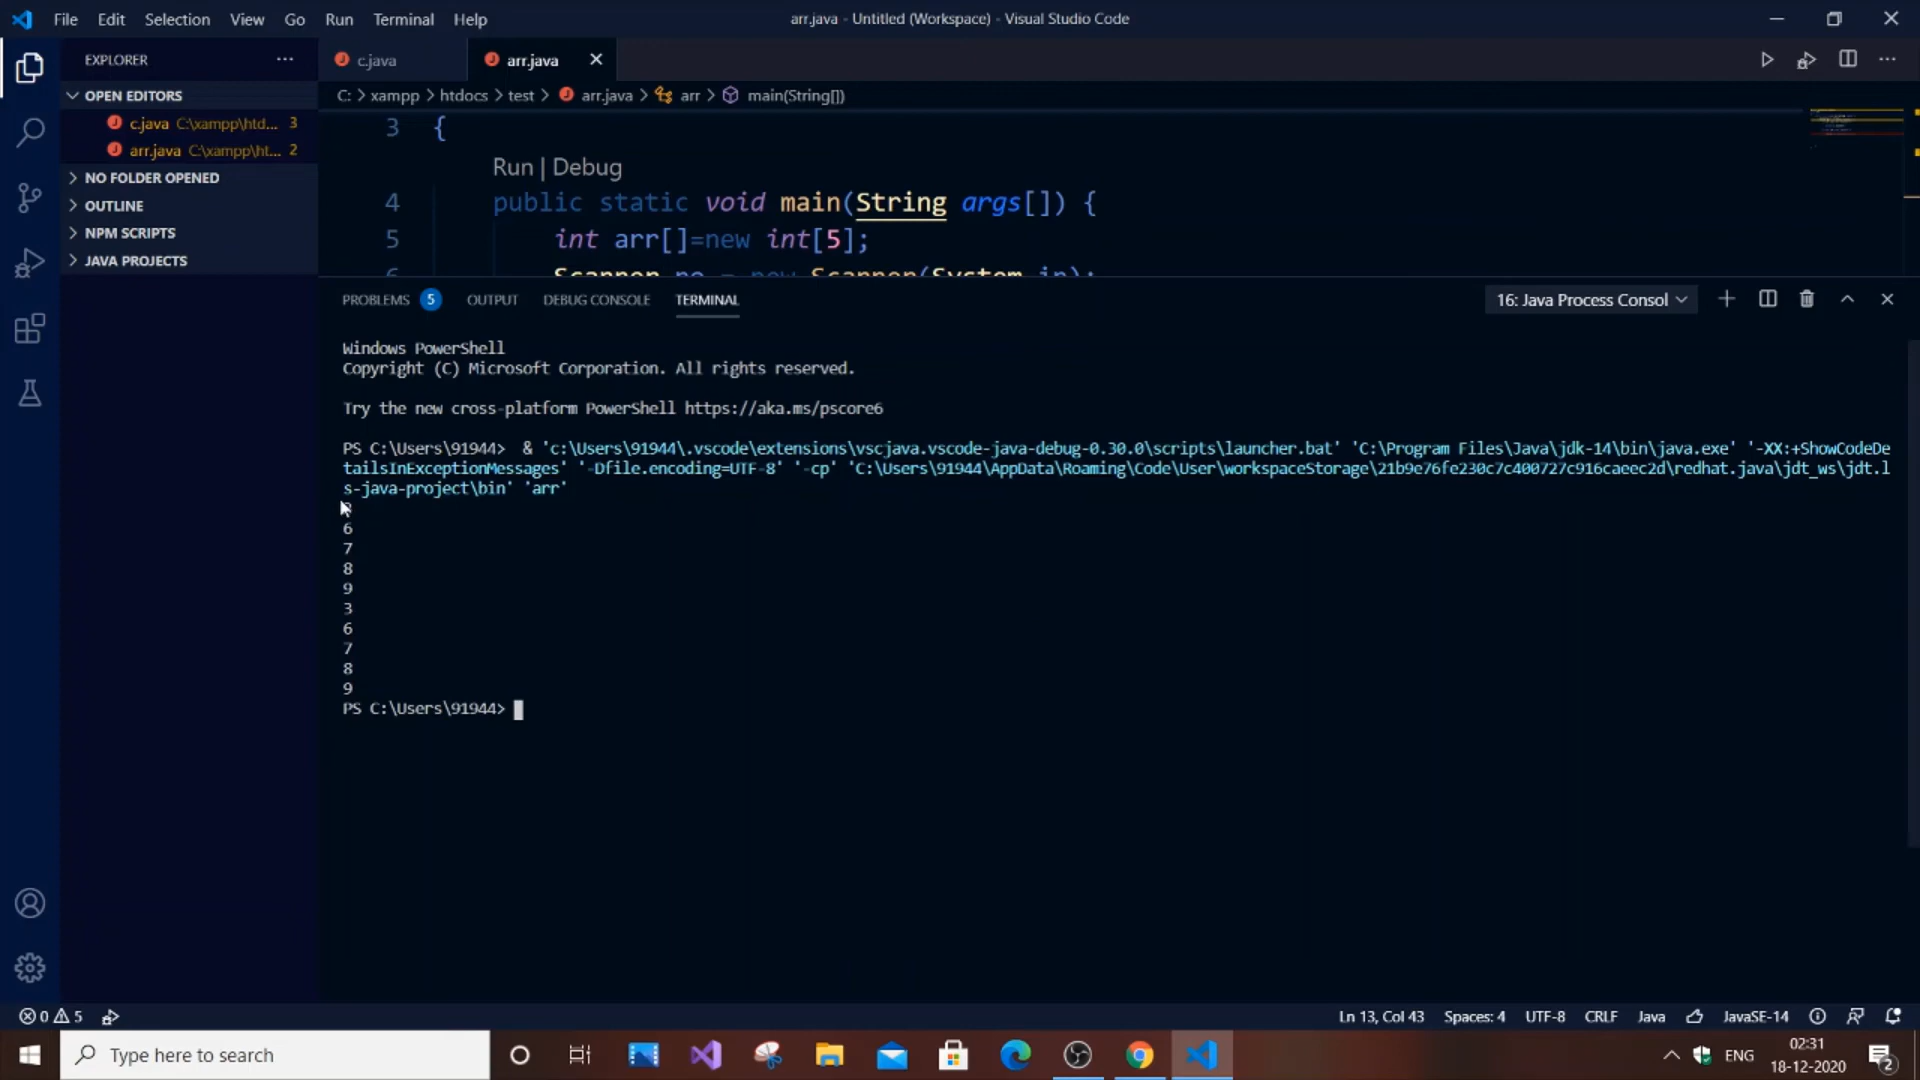 File Edit Selection View Go Run Terminal Help
arr.java - Untitled (Workspace) - Visual Studio Code
EXPLORER
c.java
arr.java
OPEN EDITORS
c.java C:\xampp\htd... 3
arr.java C:\xampp\ht... 2
NO FOLDER OPENED
OUTLINE
NPM SCRIPTS
JAVA PROJECTS
C: > xampp > htdocs > test > arr.java > arr > main(String[])
3 {
Run | Debug
4 public static void main(String args[]) {
5 int arr[]=new int[5];
PROBLEMS 5 OUTPUT DEBUG CONSOLE TERMINAL
16: Java Process Consol
Windows PowerShell
Copyright (C) Microsoft Corporation. All rights reserved.
Try the new cross-platform PowerShell https://aka.ms/pscore6
PS C:\Users\91944> & 'c:\Users\91944\.vscode\extensions\vscjava.vscode-java-debug-0.30.0\scripts\launcher.bat' 'C:\Program Files\Java\jdk-14\bin\java.exe' '-XX:+ShowCodeDe
tailsInExceptionMessages' '-Dfile.encoding=UTF-8' '-cp' 'C:\Users\91944\AppData\Roaming\Code\User\workspaceStorage\21b9e76fe230c7c400727c916caeec2d\redhat.java\jdt_ws\jdt.l
s-java-project\bin' 'arr'
6
7
8
9
3
6
7
8
9
PS C:\Users\91944>
0 5
Ln 13, Col 43 Spaces: 4 UTF-8 CRLF Java JavaSE-14
Type here to search
ENG
02:31
18-12-2020
2